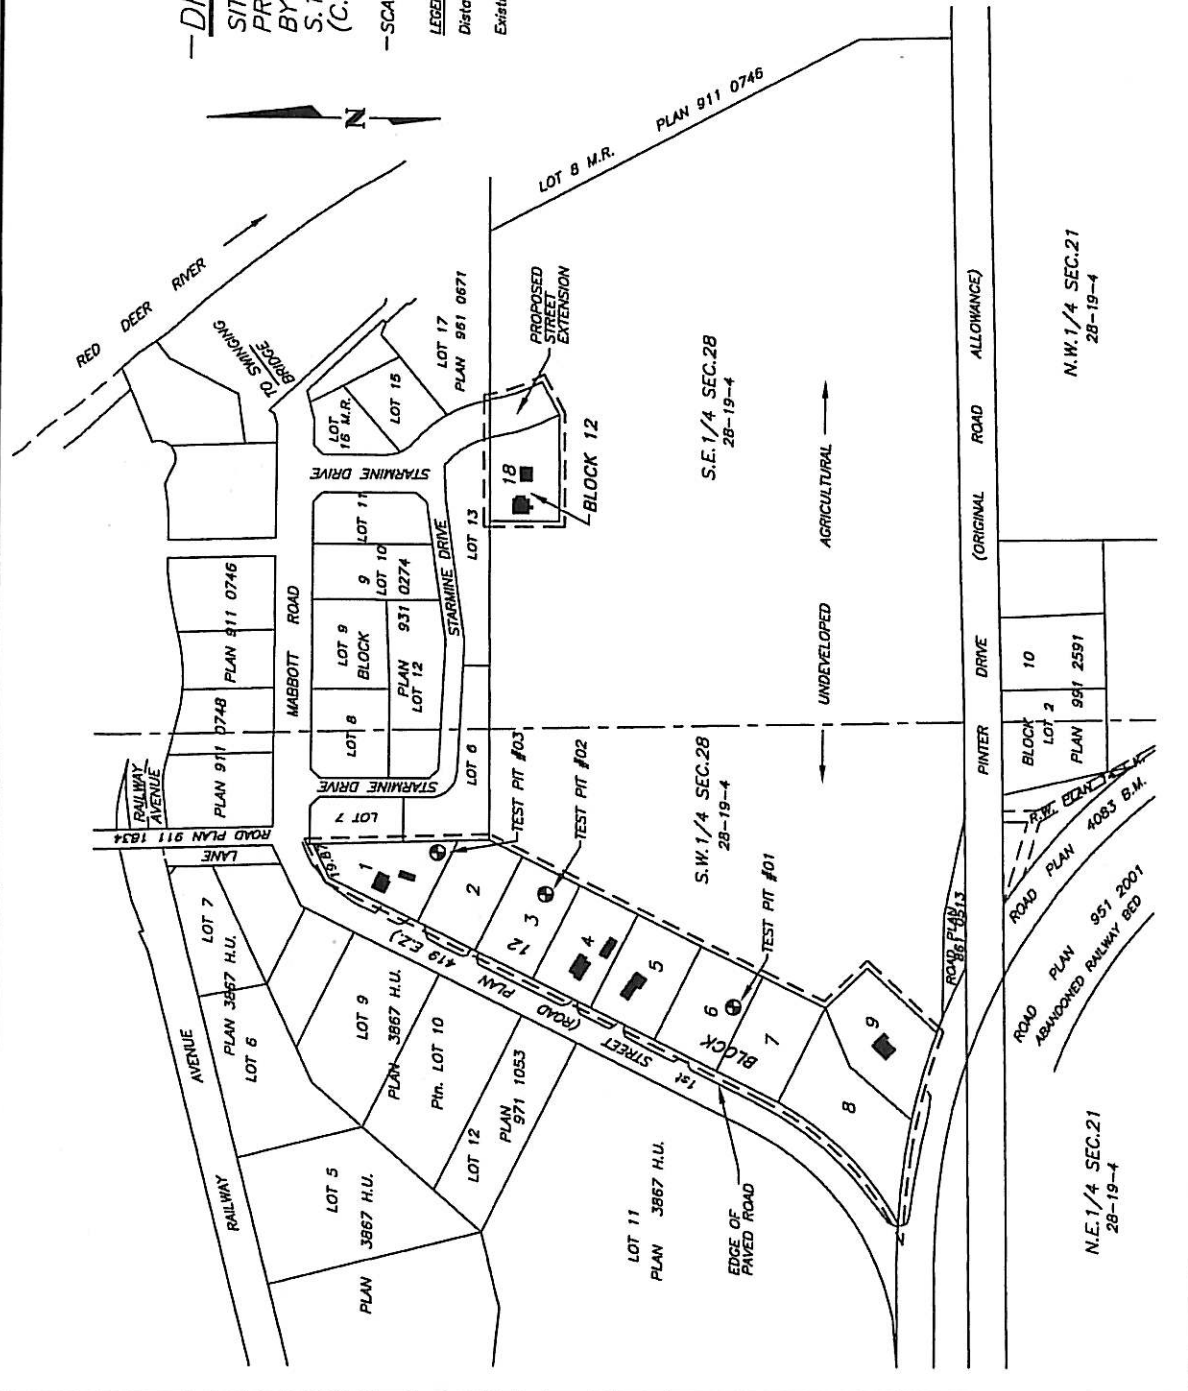 —DI
SIT
PR
BY
S.
(C.
—SCA
LEGE
Dista
Exist
N
RED DEER RIVER
TO SWINGING
BRIDGE
LOT 8 M.R.
PLAN 911 0746
LOT 17
PLAN 961 0671
PROPOSED
STREET
EXTENSION
LOT
16 M.R.
LOT 15
STARMINE DRIVE
18
BLOCK 12
LOT 13
LOT 11
9
LOT 10
PLAN 911 0746
MABBOTT ROAD
LOT 9
BLOCK
PLAN 931 0274
LOT 12
STARMINE DRIVE
LOT 8
PLAN 911 0748
RAILWAY
AVENUE
STARMINE DRIVE
LOT 7
LOT 6
TEST PIT #03
TEST PIT #02
TEST PIT #01
ROAD PLAN 911 1834
LANE
19.87
1
2
3
12
4
5
6
BLOCK
7
8
9
1st STREET (ROAD PLAN 419 E.Z.)
LOT 7
PLAN 3867 H.U.
LOT 6
RAILWAY AVENUE
LOT 9
PLAN 3867 H.U.
Ptn. LOT 10
LOT 12
PLAN
971 1053
LOT 5
PLAN 3867 H.U.
LOT 11
PLAN 3867 H.U.
EDGE OF
PAVED ROAD
S.E.1/4 SEC.28
28-19-4
UNDEVELOPED AGRICULTURAL
S.W.1/4 SEC.28
28-19-4
PINTER DRIVE (ORIGINAL ROAD ALLOWANCE)
ROAD PLAN
861 0513
N.W.1/4 SEC.21
28-19-4
BLOCK 10
LOT 2
PLAN 991 2591
R.W. PLAN
ROAD PLAN 4083 B.M.
ROAD PLAN 951 2001
ABANDONED RAILWAY BED
N.E.1/4 SEC.21
28-19-4